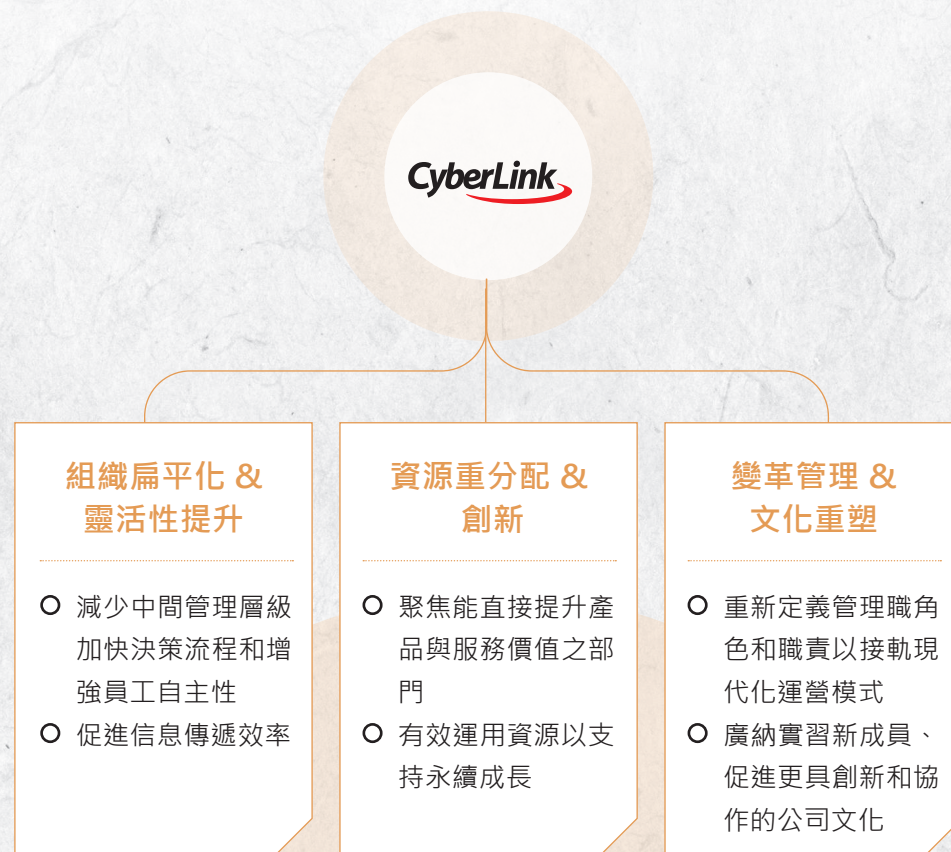 CyberLink
組織扁平化 &
靈活性提升
減少中間管理層級
加快決策流程和增
強員工自主性
促進信息傳遞效率
資源重分配 &
創新
聚焦能直接提升產
品與服務價值之部
門
有效運用資源以支
持永續成長
變革管理 &
文化重塑
重新定義管理職角
色和職責以接軌現
代化運營模式
廣納實習新成員、
促進更具創新和協
作的公司文化